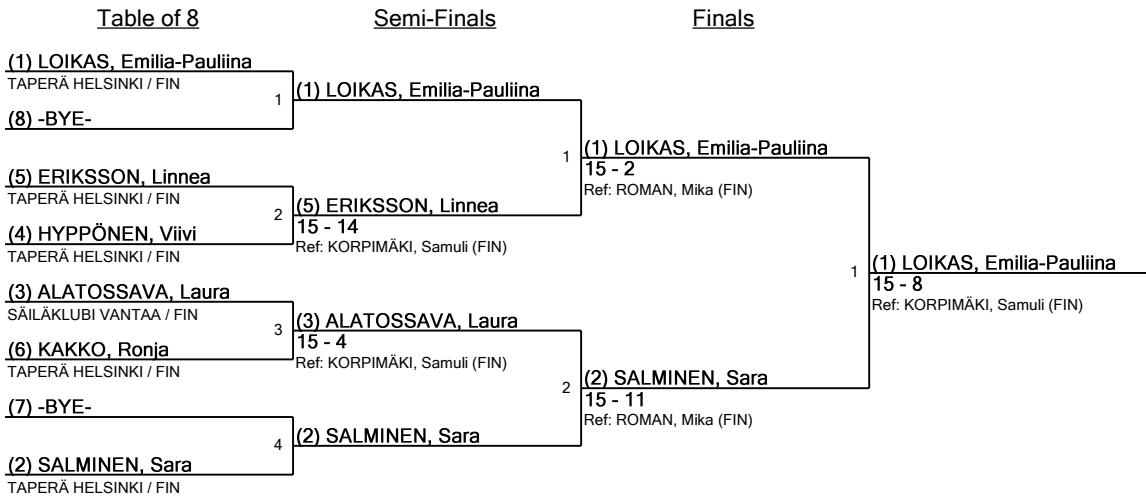 Table of 8
Semi-Finals
Finals
(1) LOIKAS, Emilia-Pauliina
TAPERÄ HELSINKI / FIN
(8) -BYE-
1
(1) LOIKAS, Emilia-Pauliina
(5) ERIKSSON, Linnea
TAPERÄ HELSINKI / FIN
(4) HYPPÖNEN, Viivi
TAPERÄ HELSINKI / FIN
2
(5) ERIKSSON, Linnea
15 - 14
Ref: KORPIMÄKI, Samuli (FIN)
1
(1) LOIKAS, Emilia-Pauliina
15 - 2
Ref: ROMAN, Mika (FIN)
(3) ALATOSSAVA, Laura
SÄILÄKLUBI VANTAA / FIN
(6) KAKKO, Ronja
TAPERÄ HELSINKI / FIN
3
(3) ALATOSSAVA, Laura
15 - 4
Ref: KORPIMÄKI, Samuli (FIN)
(7) -BYE-
(2) SALMINEN, Sara
TAPERÄ HELSINKI / FIN
4
(2) SALMINEN, Sara
2
(2) SALMINEN, Sara
15 - 11
Ref: ROMAN, Mika (FIN)
1
(1) LOIKAS, Emilia-Pauliina
15 - 8
Ref: KORPIMÄKI, Samuli (FIN)